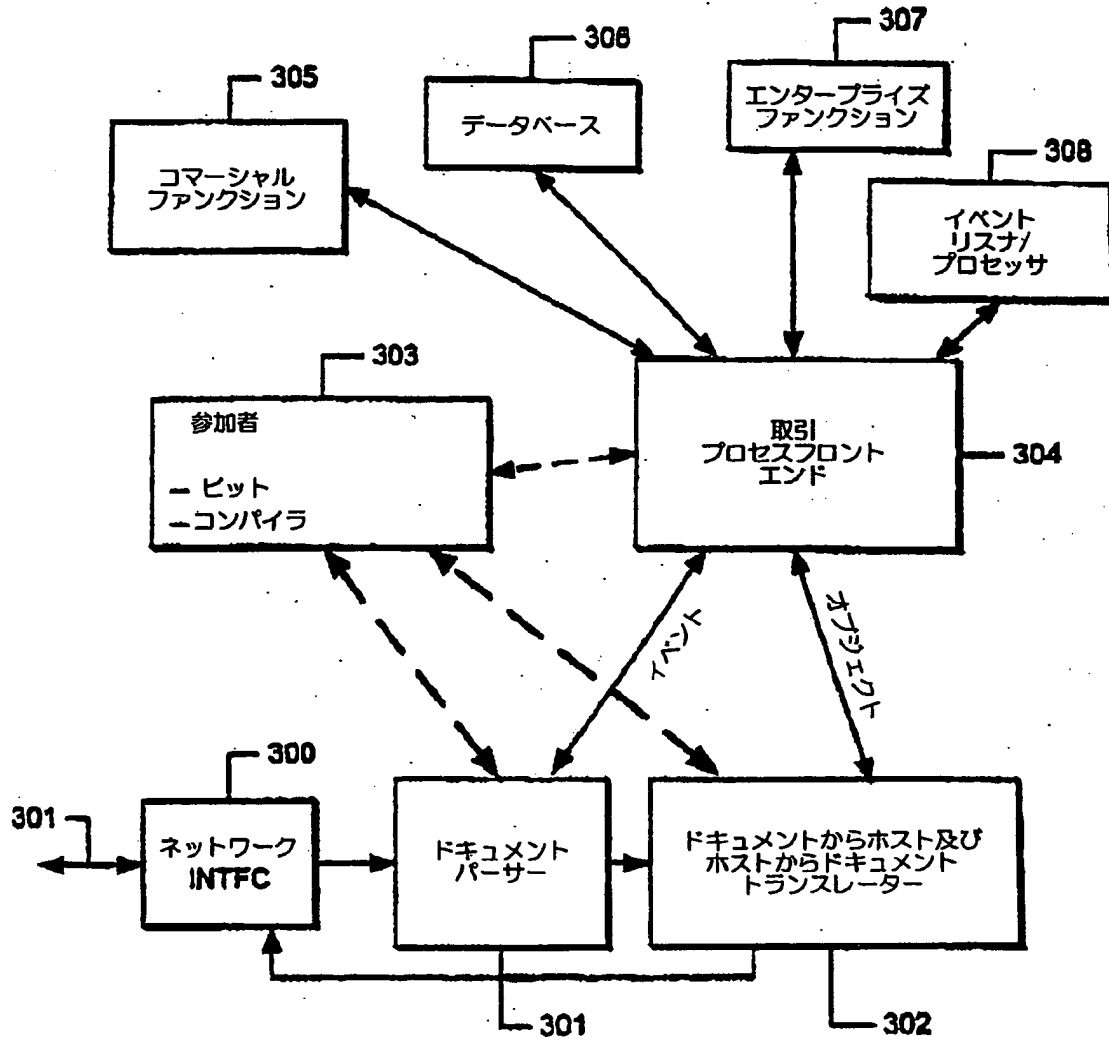 306
307
305
エンタープライズ
ファンクション
データベース
308
コマーシャル
ファンクション
イベント
リスナ/
プロセッサ
303
参加者
取引
プロセスフロント
エンド
304
― ビット
― コンパイラ
イベント
オブジェクト
300
301
ネットワーク
INTFC
ドキュメント
パーサー
ドキュメントからホスト及び
ホストからドキュメント
トランスレーター
301
302